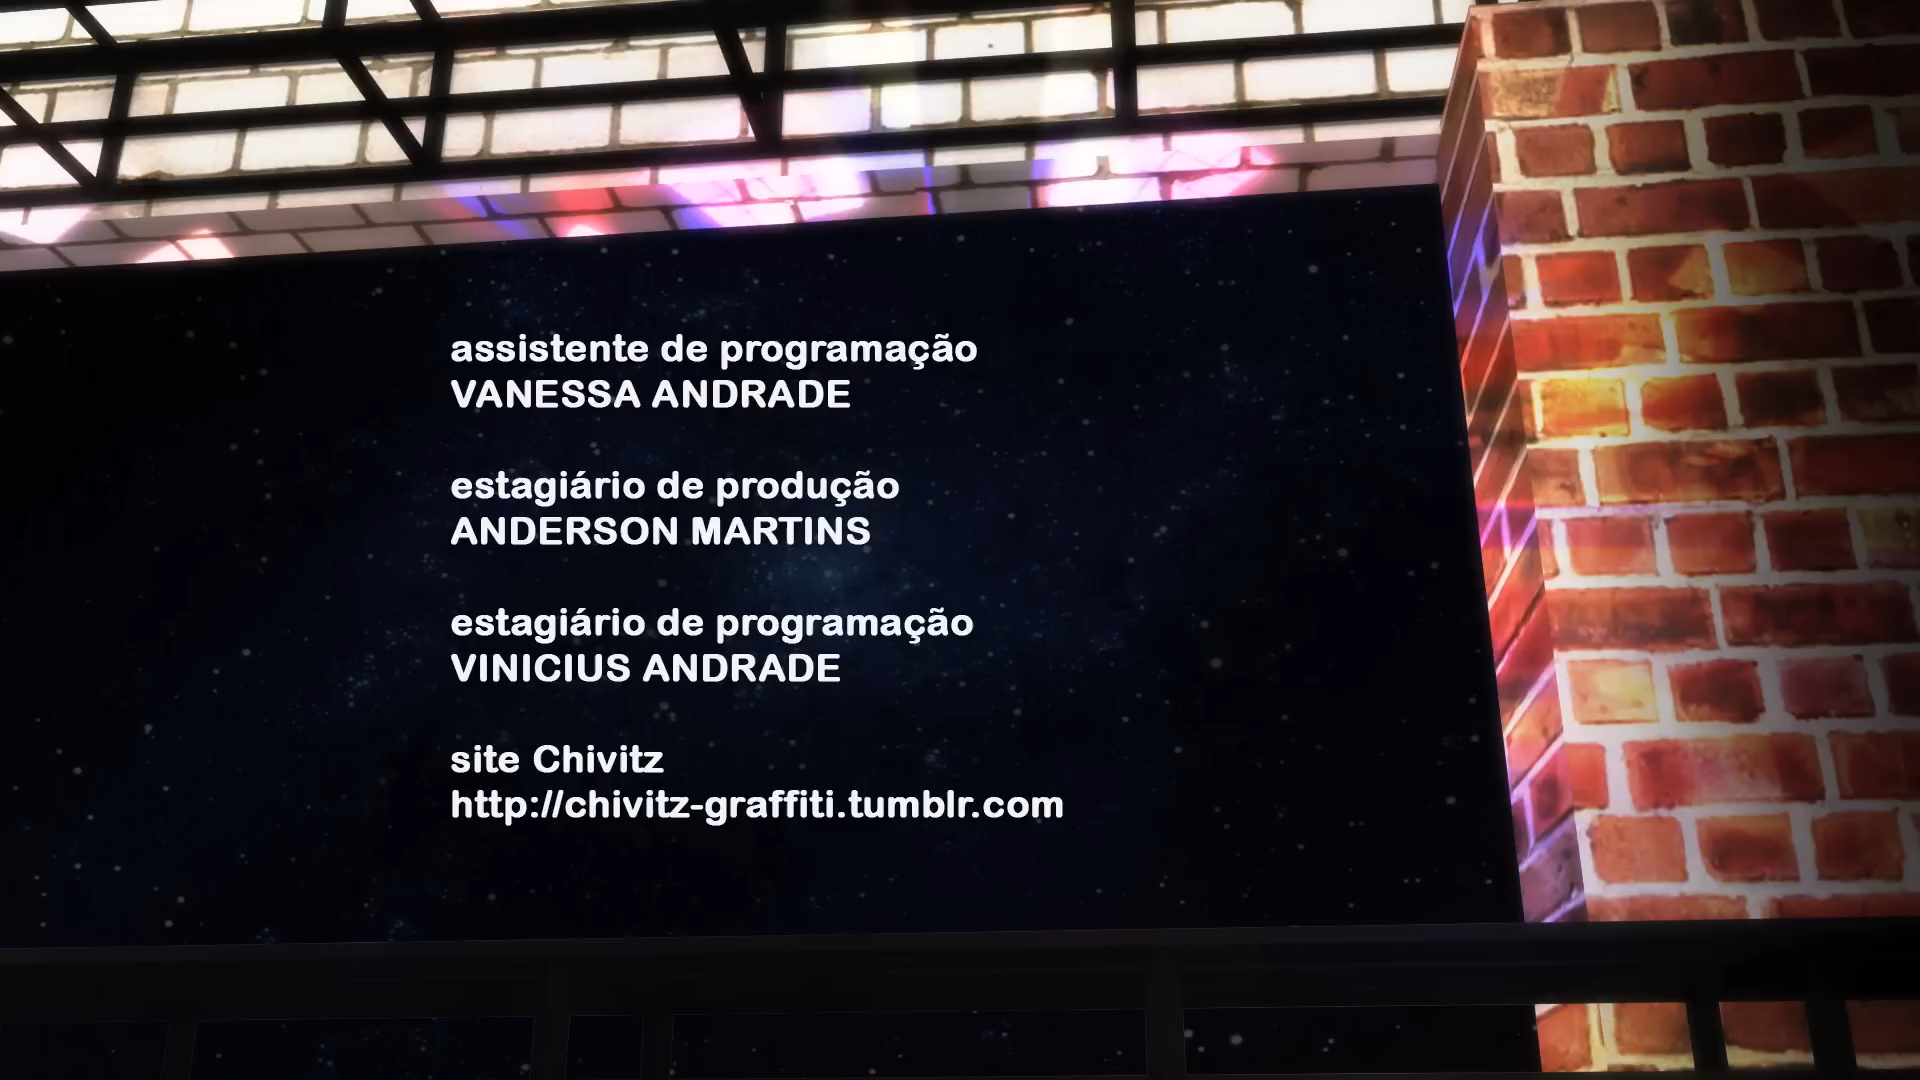 assistente de programação
VANESSA ANDRADE
estagiário de produção
ANDERSON MARTINS
estagiário de programação
VINICIUS ANDRADE
site Chivitz
http://chivitz-graffiti.tumblr.com